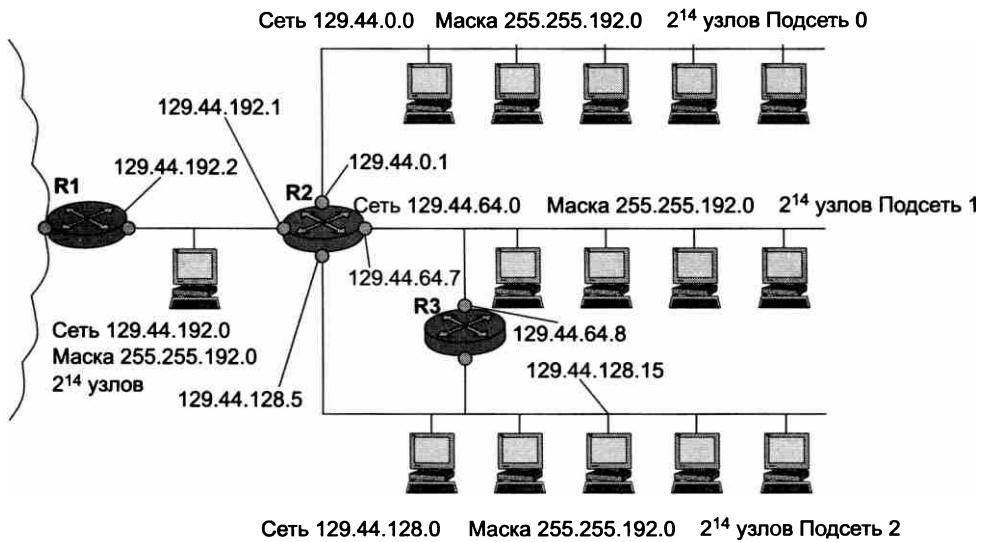 Сеть 129.44.0.0 Маска 255.255.192.0 2¹⁴ узлов Подсеть 0
129.44.192.1
129.44.192.2
129.44.0.1
R1
R2
Сеть 129.44.64.0 Маска 255.255.192.0 2¹⁴ узлов Подсеть 1
129.44.64.7
R3
Сеть 129.44.192.0
Маска 255.255.192.0
2¹⁴ узлов
129.44.64.8
129.44.128.15
129.44.128.5
Сеть 129.44.128.0 Маска 255.255.192.0 2¹⁴ узлов Подсеть 2